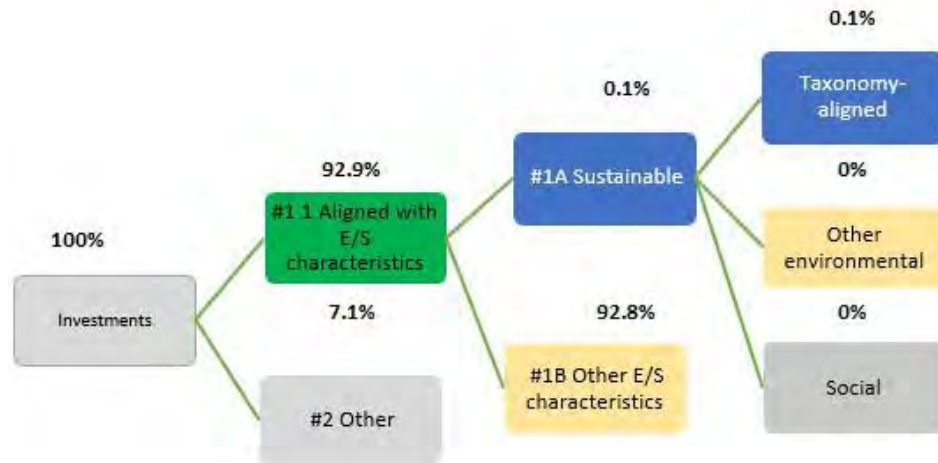 0.1%
Taxonomy-
aligned
0.1%
#1A Sustainable
0%
Other
environmental
92.9%
#1 1 Aligned with
E/S
characteristics
100%
Investments
7.1%
#2 Other
92.8%
#1B Other E/S
characteristics
0%
Social